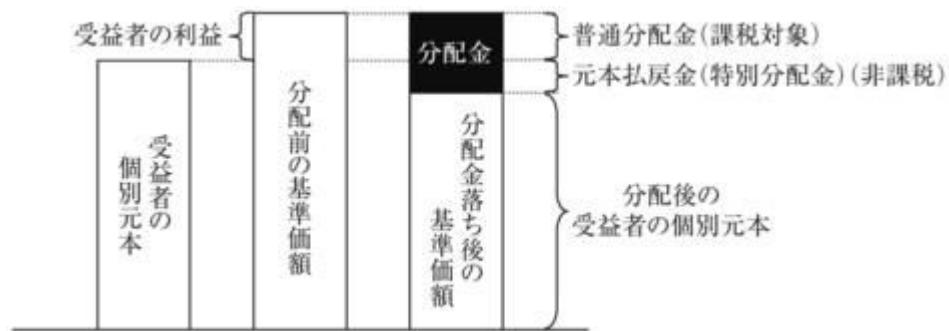 受益者の利益
分配金
普通分配金(課税対象)
元本払戻金(特別分配金)(非課税)
受益者の
個別元本
分配前の基準価額
分配金落ち後の
基準価額
分配後の
受益者の個別元本